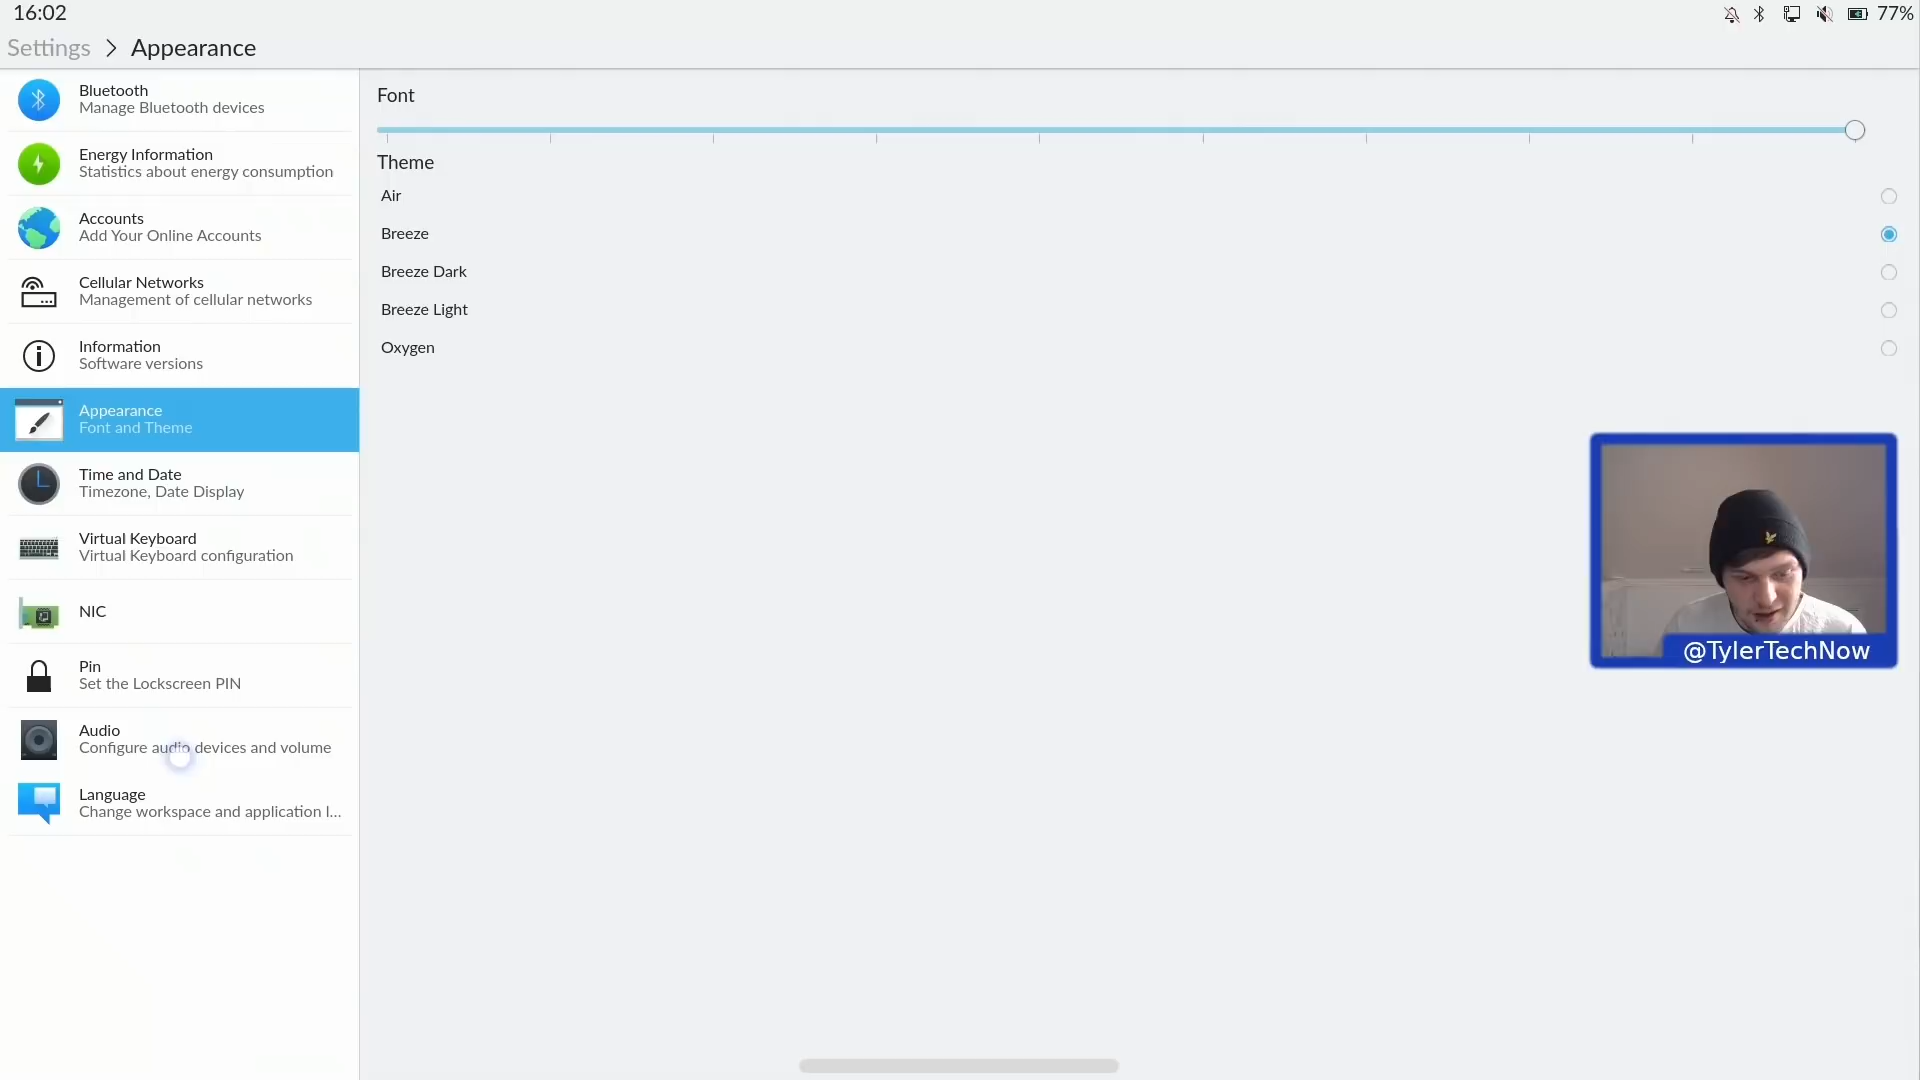 16:02
77%
Settings > Appearance
Bluetooth
Manage Bluetooth devices
Energy Information
Statistics about energy consumption
Accounts
Add Your Online Accounts
Cellular Networks
Management of cellular networks
Information
Software versions
Appearance
Font and Theme
Time and Date
Timezone, Date Display
Virtual Keyboard
Virtual Keyboard configuration
NIC
Pin
Set the Lockscreen PIN
Audio
Configure audio devices and volume
Language
Change workspace and application l...
Font
Theme
Air
Breeze
Breeze Dark
Breeze Light
Oxygen
@TylerTechNow